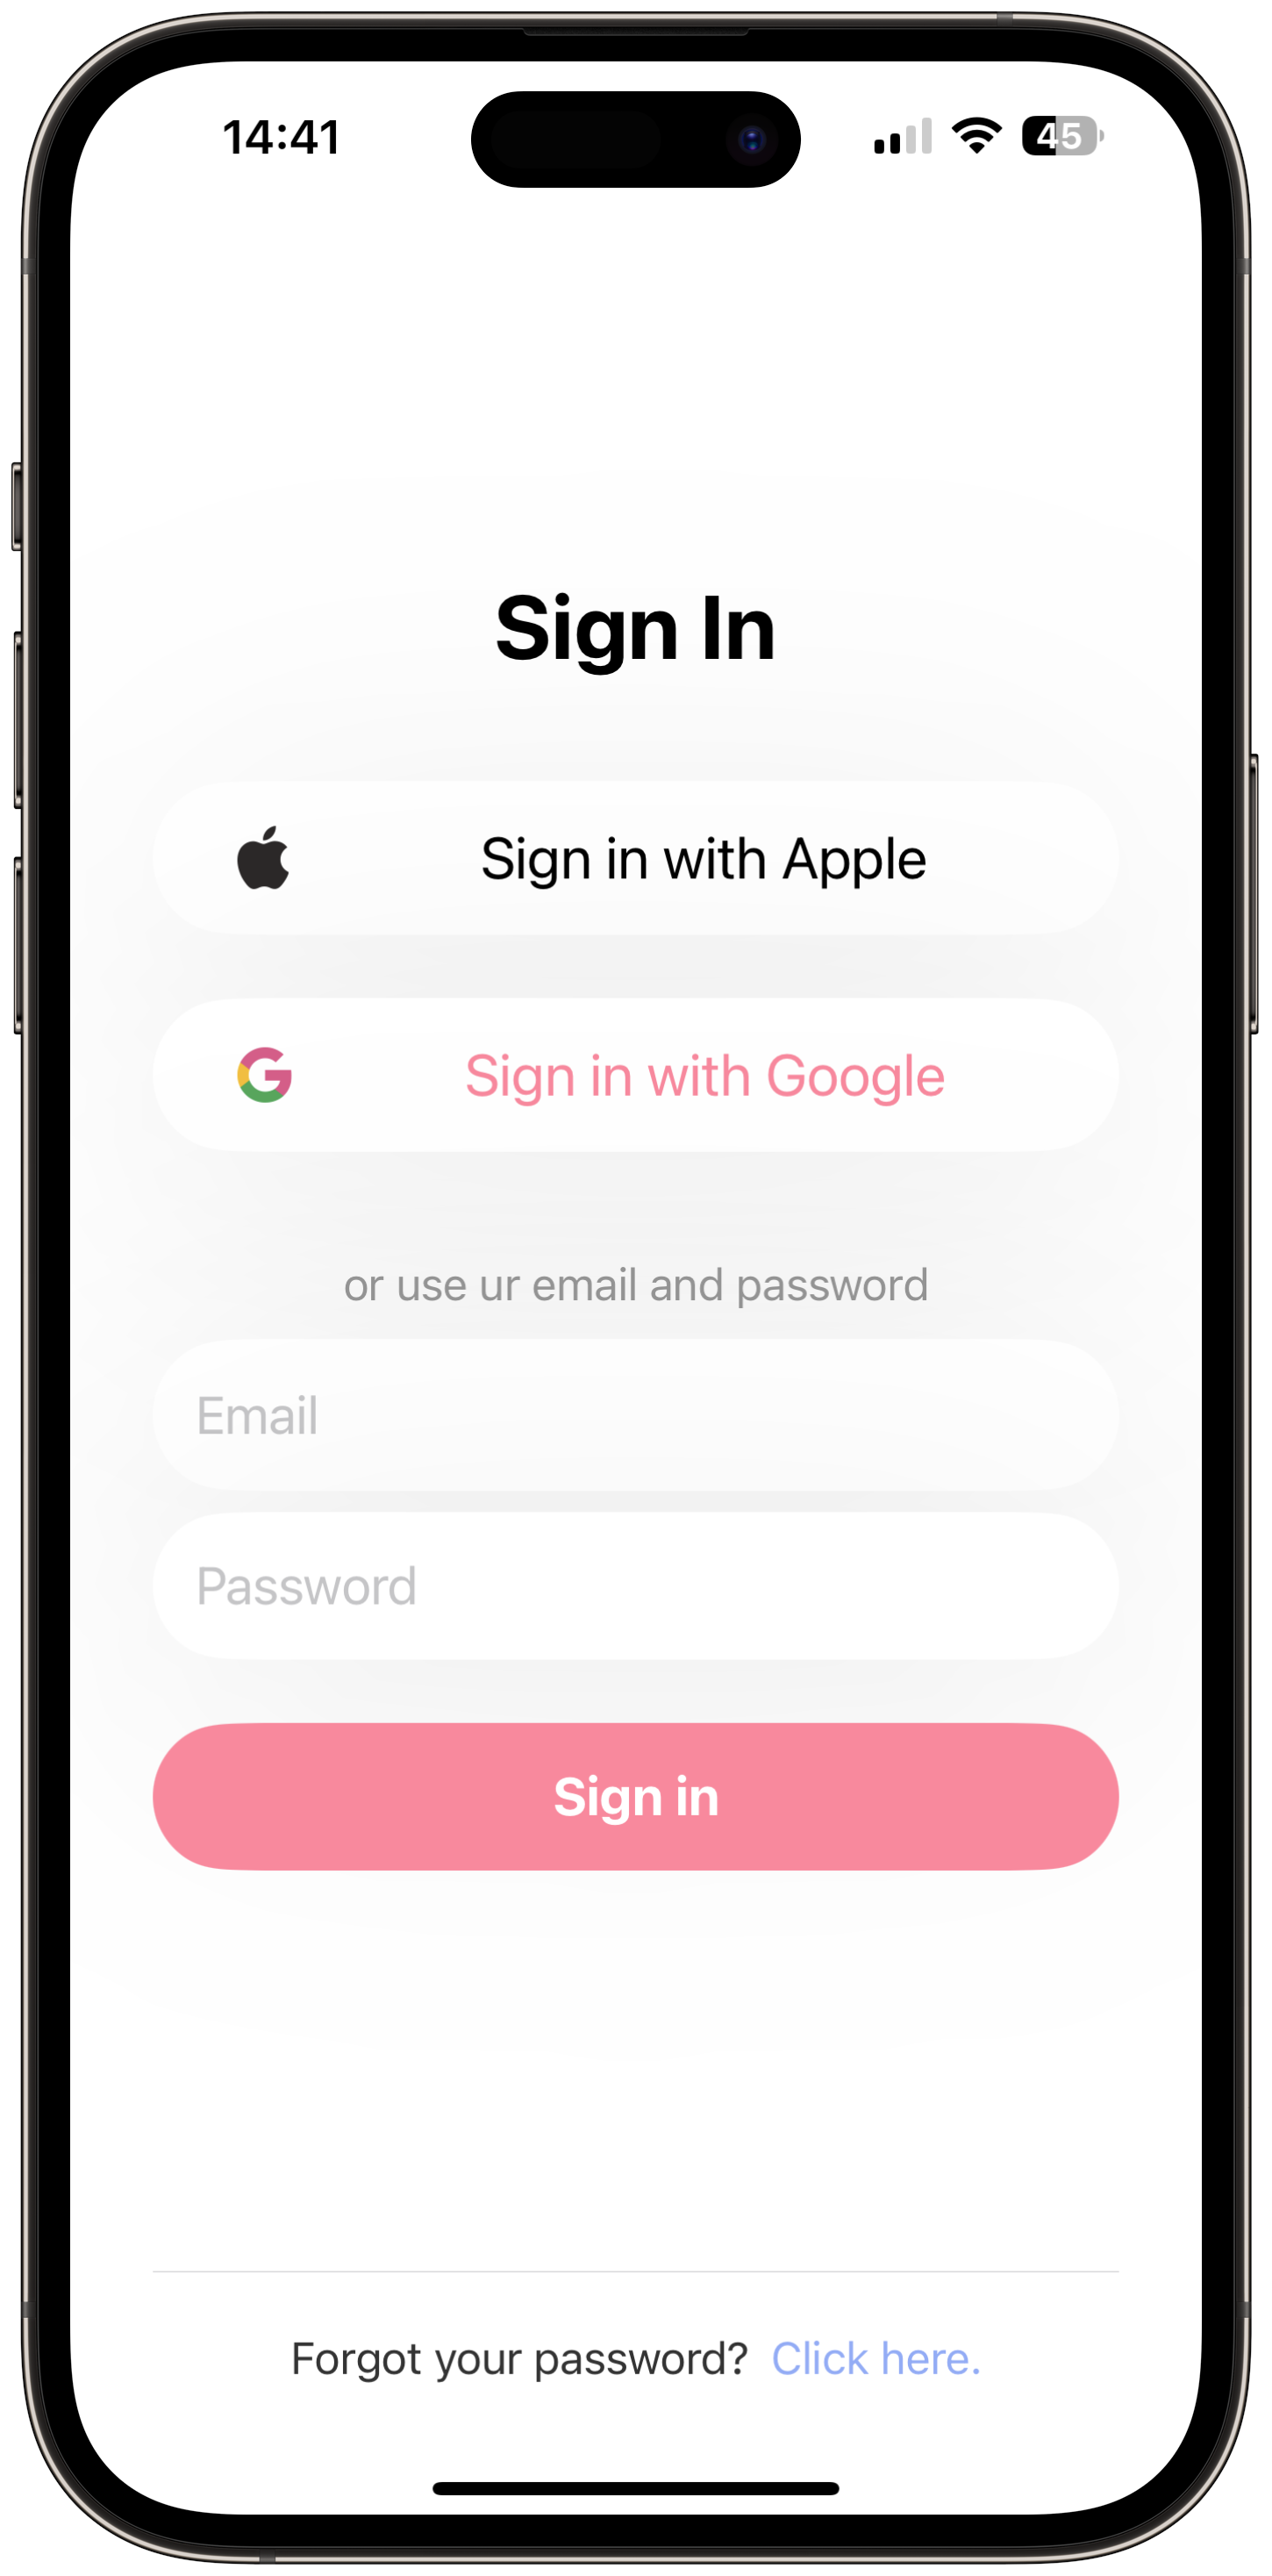 14:41
45
Sign In
Sign in with Apple
Sign in with Google
or use ur email and password
Email
Password
Sign in
Forgot your password? Click here.